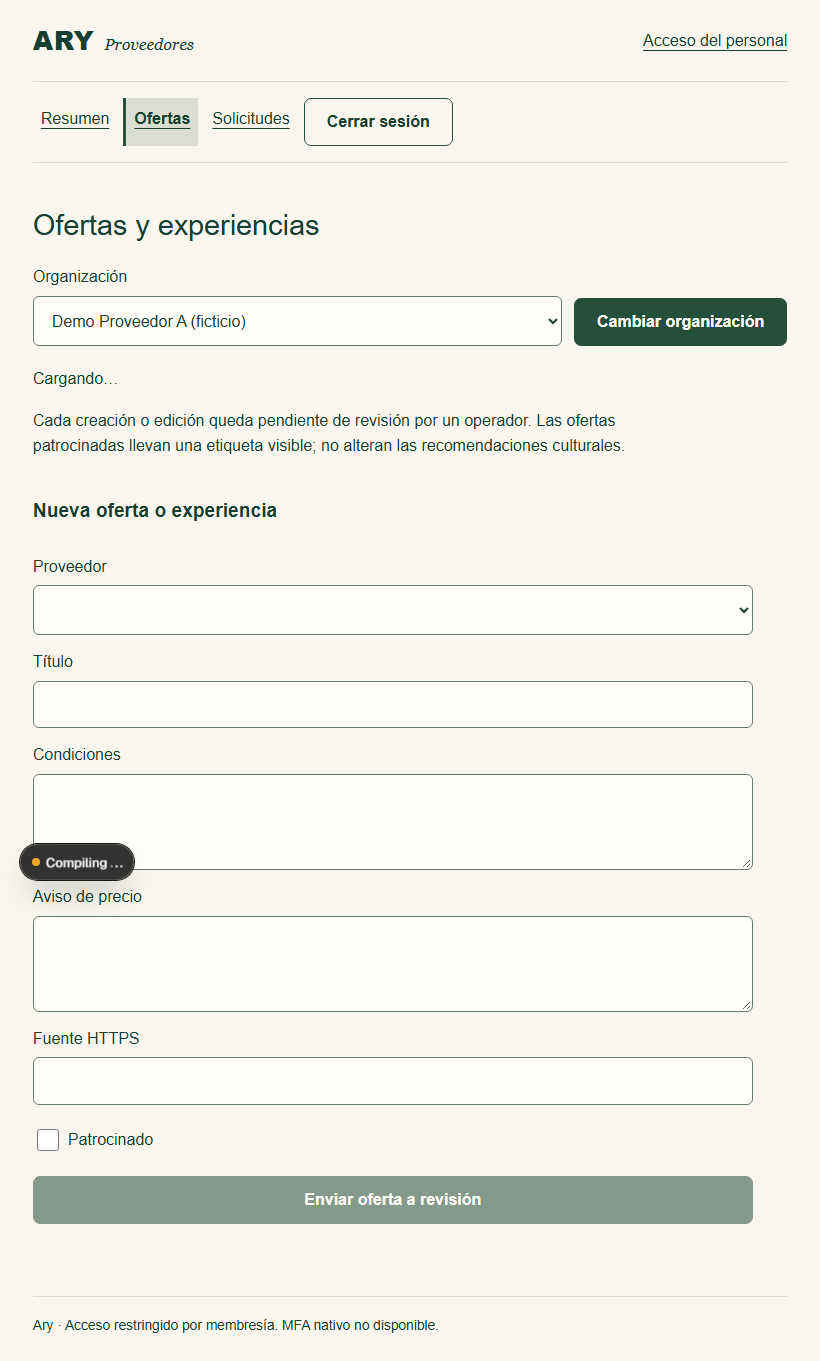 ARY Proveedores
Acceso del personal
Resumen
Ofertas
Solicitudes
Cerrar sesión
Ofertas y experiencias
Organización
Demo Proveedor A (ficticio)
Cambiar organización
Cargando…
Cada creación o edición queda pendiente de revisión por un operador. Las ofertas
patrocinadas llevan una etiqueta visible; no alteran las recomendaciones culturales.
Nueva oferta o experiencia
Proveedor
Título
Condiciones
Compiling ...
Aviso de precio
Fuente HTTPS
Patrocinado
Enviar oferta a revisión
Ary · Acceso restringido por membresía. MFA nativo no disponible.